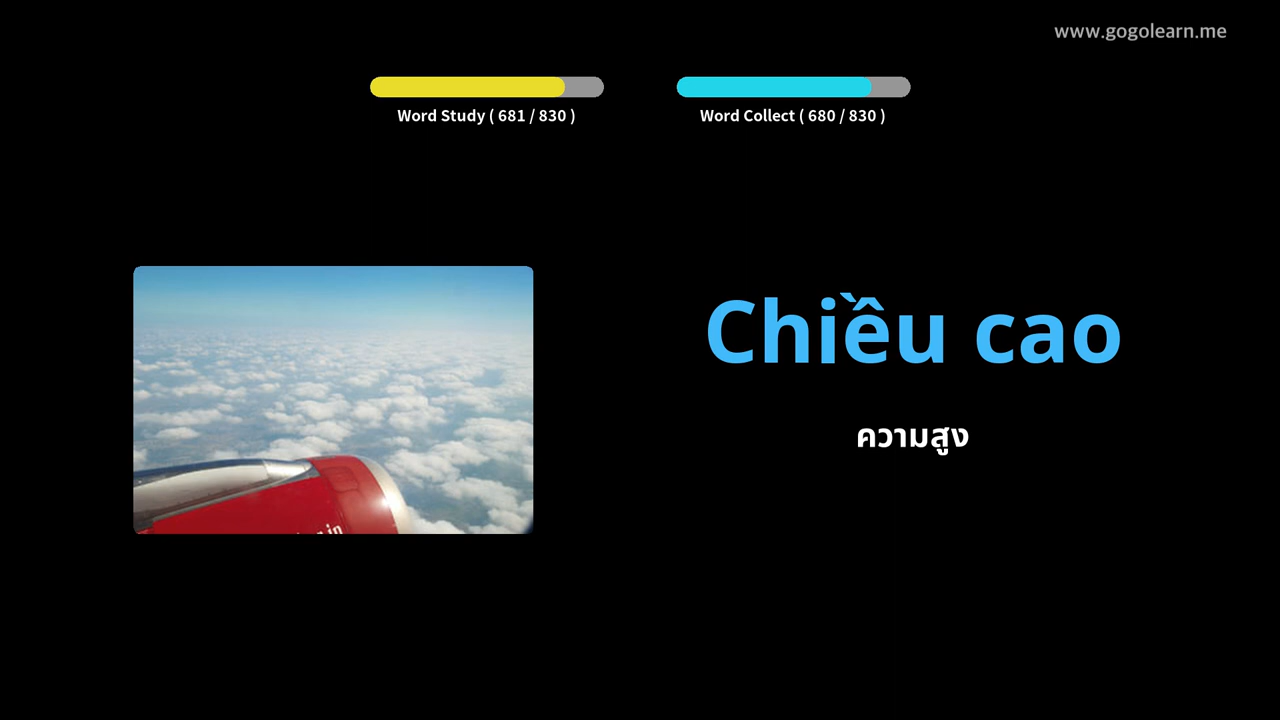 www.gogolearn.me
Word Study ( 681 / 830 )
Word Collect ( 680 / 830 )
Chiều cao
ความสูง